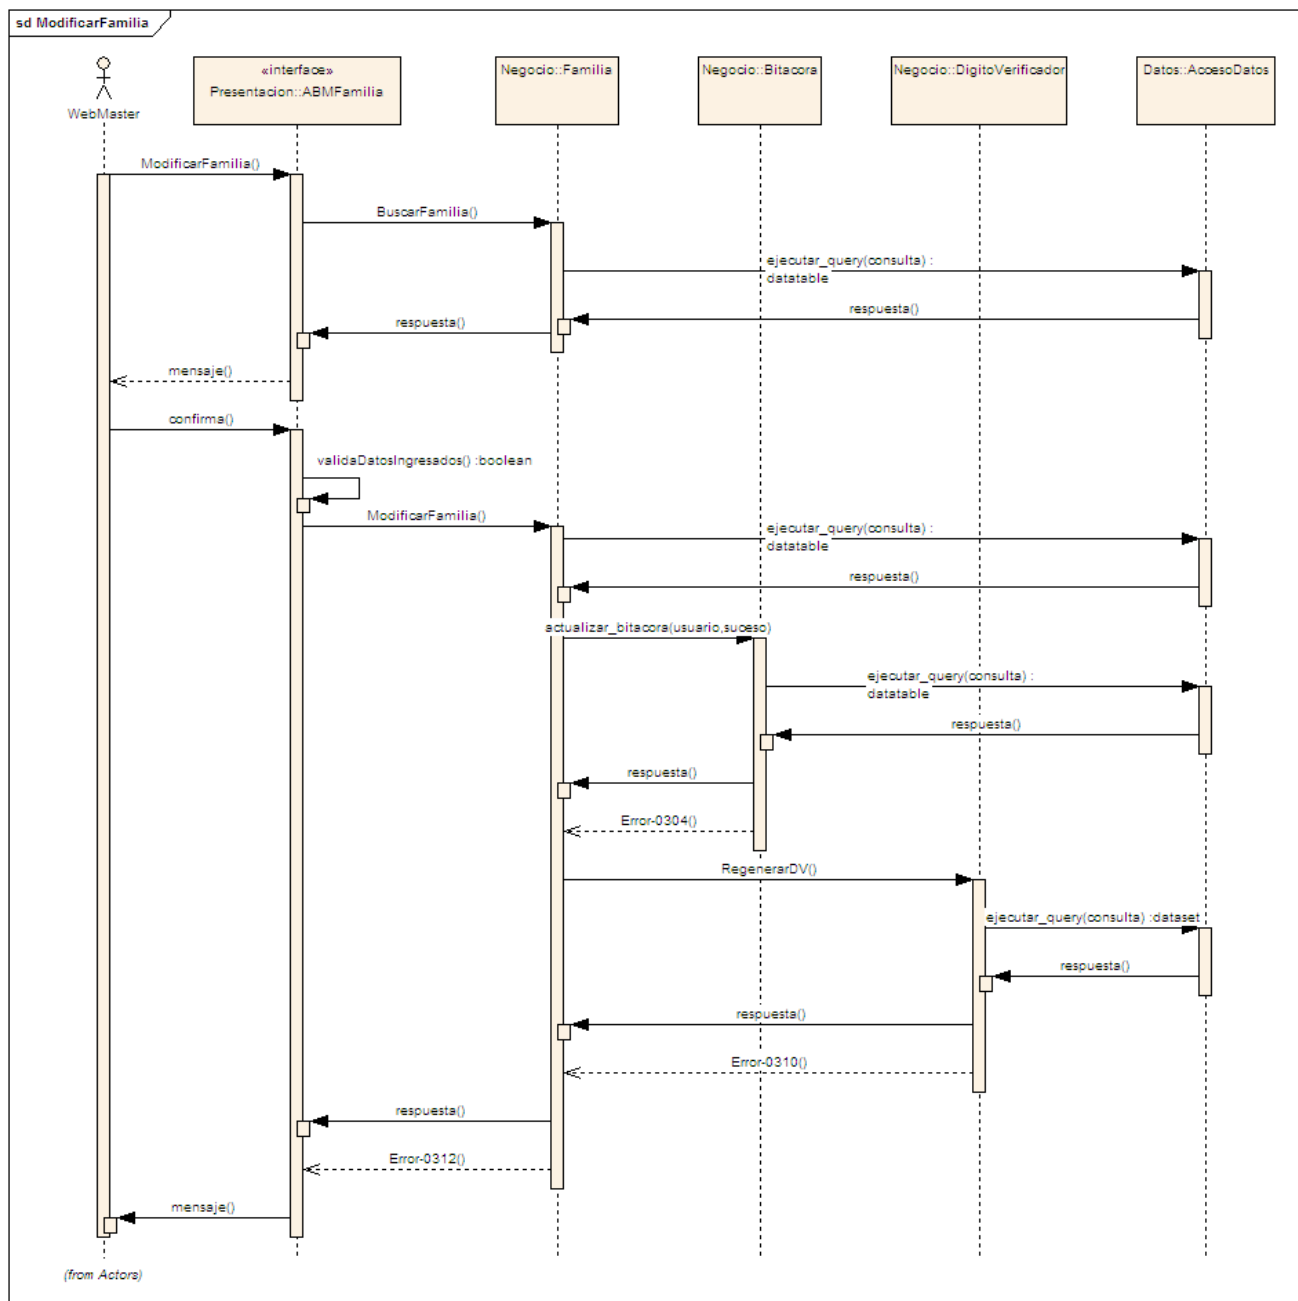 sd ModificarFamilia
WebMaster
«interface»
Presentacion::ABMFamilia
Negocio::Familia
Negocio::Bitacora
Negocio::DigitoVerificador
Datos::AccesoDatos
ModificarFamilia()
BuscarFamilia()
ejecutar_query(consulta) :
datatable
respuesta()
respuesta()
mensaje()
confirma()
validaDatosIngresados() :boolean
ModificarFamilia()
ejecutar_query(consulta) :
datatable
respuesta()
actualizar_bitacora(usuario,suceso)
ejecutar_query(consulta) :
datatable
respuesta()
respuesta()
Error-0304()
RegenerarDV()
ejecutar_query(consulta) :dataset
respuesta()
respuesta()
Error-0310()
respuesta()
Error-0312()
mensaje()
(from Actors)